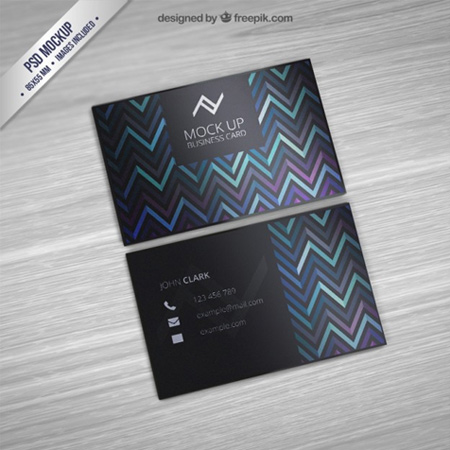 designed by freepik.com
PSD MOCKUP
85X55 MM • IMAGES INCLUDED
MOCK UP
BUSINESS CARD
JOHN CLARK
123 456 789
example@mail.com
example.com